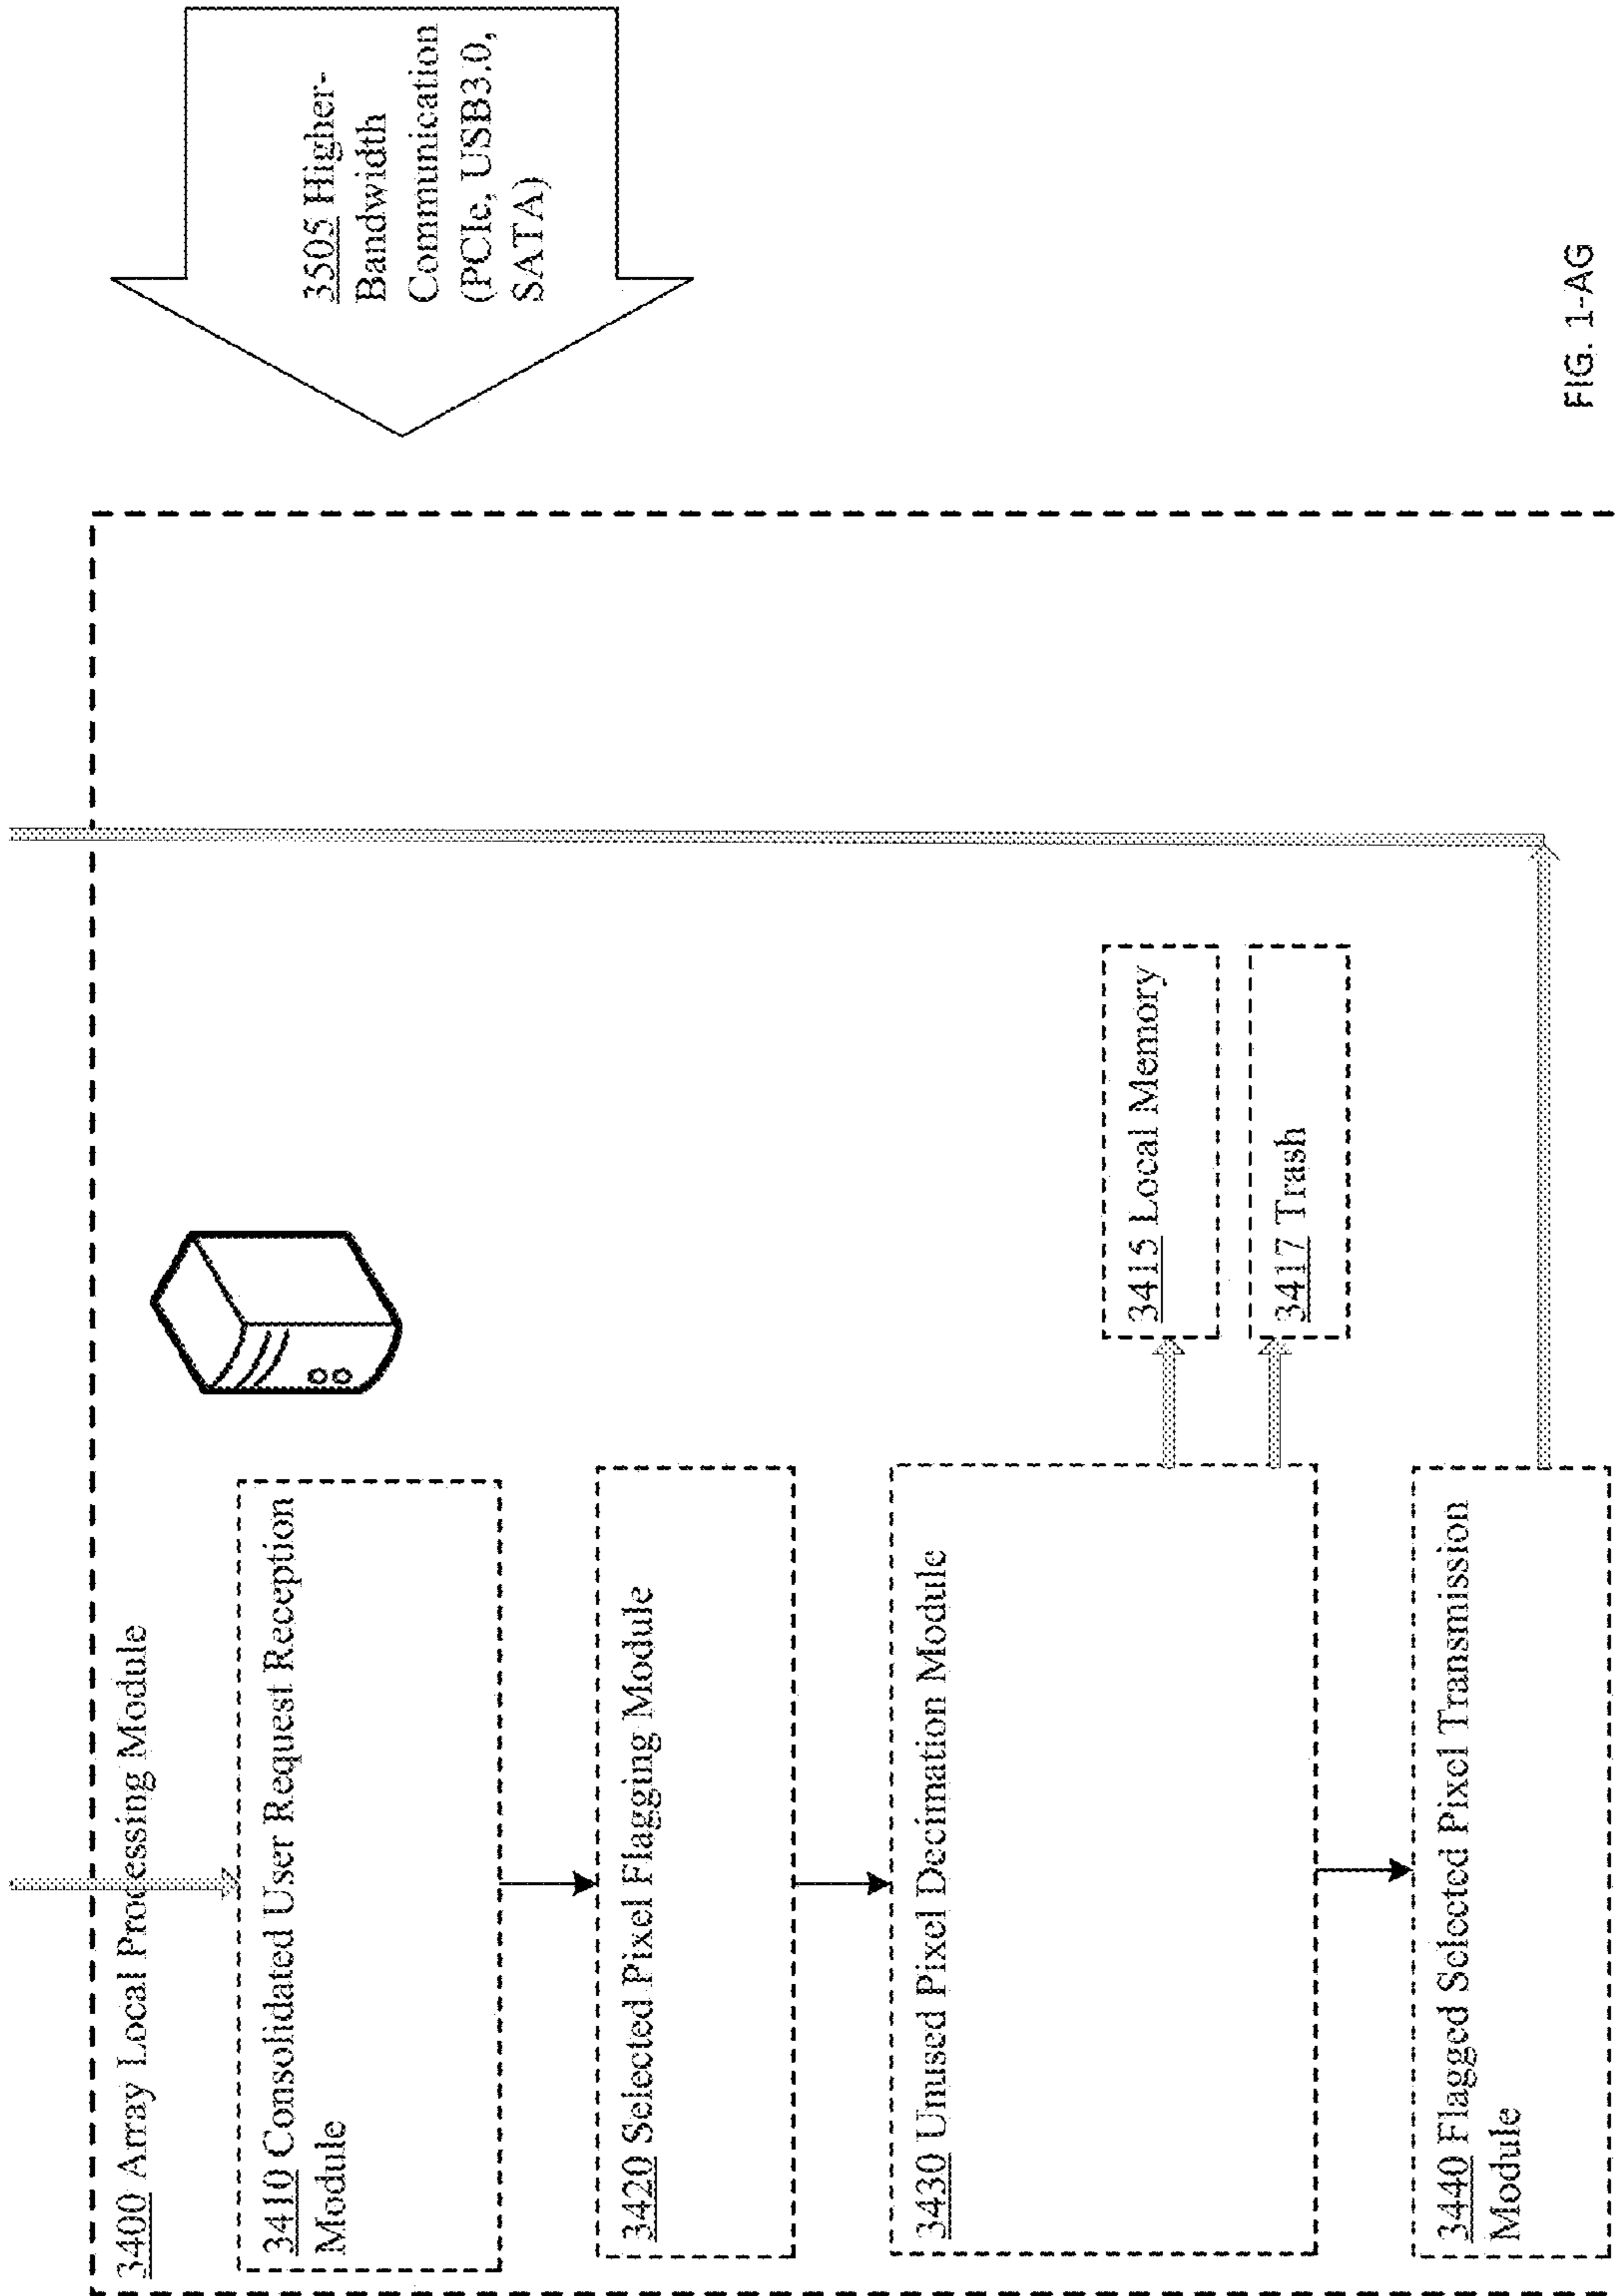 3400 Array Local Processing Module
3410 Consolidated User Request Reception
Module
3420 Selected Pixel Flagging Module
3430 Unused Pixel Decimation Module
3415 Local Memory
3417 Trash
3440 Flagged Selected Pixel Transmission
Module
3505 Higher-
Bandwidth
Communication
(PCIe, USB3.0,
SATA)
FIG. 1-AG